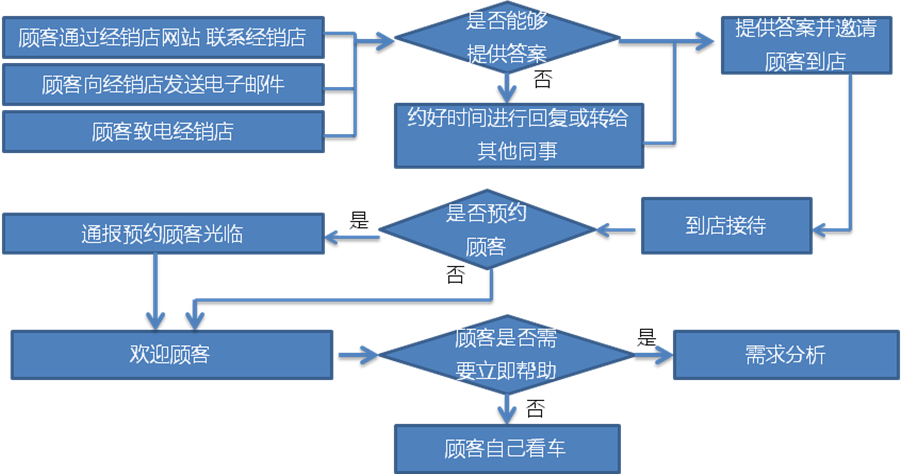 顾客通过经销店网站 联系经销店
顾客向经销店发送电子邮件
顾客致电经销店
是否能够
提供答案
否
约好时间进行回复或转给
其他同事
提供答案并邀请
顾客到店
到店接待
是否预约
顾客
是
否
通报预约顾客光临
欢迎顾客
顾客是否需
要立即帮助
是
需求分析
否
顾客自己看车